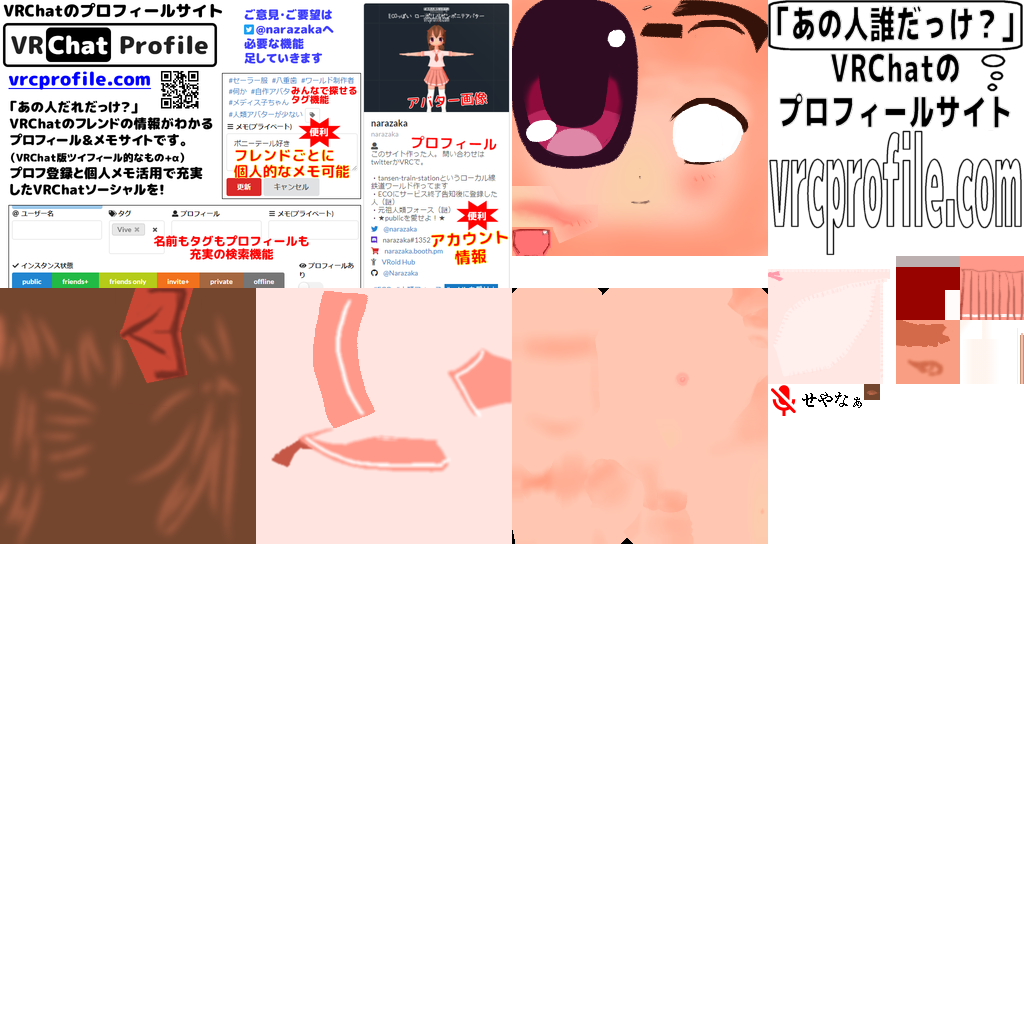 VRChatのプロフィールサイト
VRChat Profile
vrcprofile.com
「あの人だれだっけ？」
VRChatのフレンドの情報がわかる
プロフィール&メモサイトです。
（VRChat版ツイフィール的なもの+α）
プロフ登録と個人メモ活用で充実
したVRChatソーシャルを!
ご意見･ご要望は
@narazakaへ
必要な機能
足していきます
#セーラー服 #八重歯 #ワールド制作者
#何か #自作アバタ
みんなで探せる
タグ機能
#メディス子ちゃん
#人類アバターが少ない
メモ(プライベート)
便利
ポニーテール好き
フレンドごとに
個人的なメモ可能
更新 キャンセル
アバター画像
narazaka
narazaka
プロフィール
このサイト作った人。問い合わせは
twitterかVRCで。
・tansen-train-stationというローカル線
鉄道ワールド作ってます
・ECOにサービス終了告知後に登録した
人（謎）
・元祖人類フォース（謎）
・★publicを愛せよ！★
便利
@narazaka
narazaka#1352
narazaka.booth.pm
VRoid Hub
@Narazaka
アカウント
情報
@ ユーザー名 タグ プロフィール メモ(プライベート)
Vive
名前もタグもプロフィールも
充実の検索機能
インスタンス状態
プロフィールあ
り
public friends+ friends only invite+ private offline
「あの人誰だっけ？」
VRChatの
プロフィールサイト
vrcprofile.com
せやなぁ